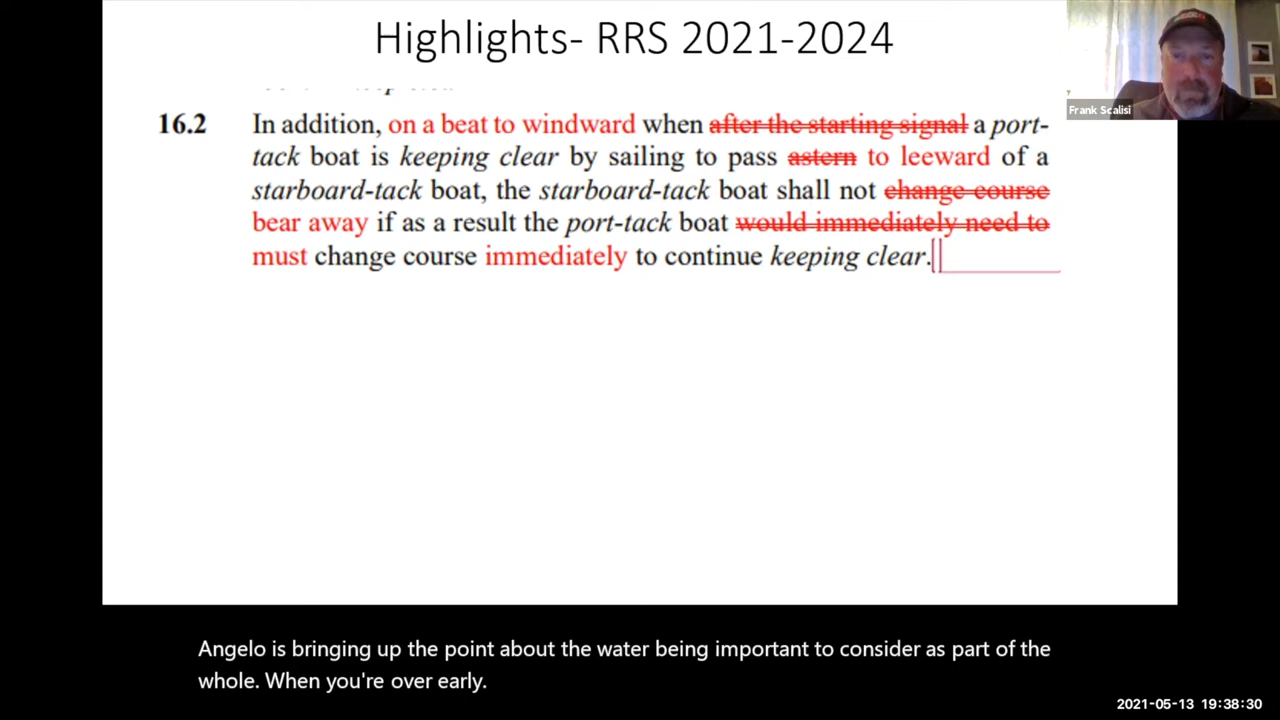 Highlights- RRS 2021-2024
Frank Scalisi
16.2 In addition, on a beat to windward when after the starting signal a port-
tack boat is keeping clear by sailing to pass astern to leeward of a
starboard-tack boat, the starboard-tack boat shall not change course
bear away if as a result the port-tack boat would immediately need to
must change course immediately to continue keeping clear.
Angelo is bringing up the point about the water being important to consider as part of the
whole. When you're over early.
2021-05-13 19:38:30